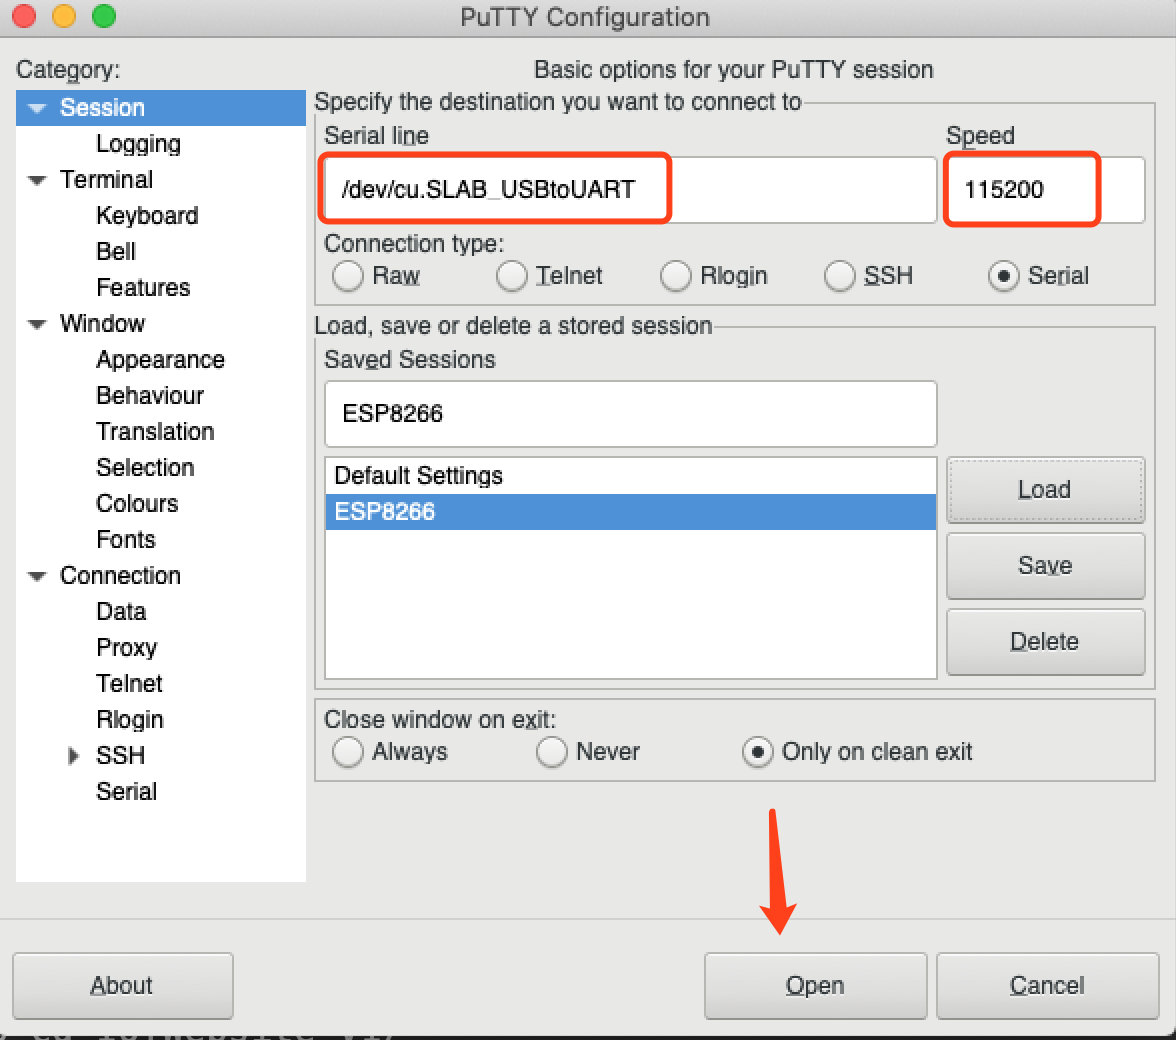 PuTTY Configuration
Category:
Session
Logging
Terminal
Keyboard
Bell
Features
Window
Appearance
Behaviour
Translation
Selection
Colours
Fonts
Connection
Data
Proxy
Telnet
Rlogin
SSH
Serial
Basic options for your PuTTY session
Specify the destination you want to connect to
Serial line Speed
/dev/cu.SLAB_USBtoUART 115200
Connection type:
Raw Telnet Rlogin SSH Serial
Load, save or delete a stored session
Saved Sessions
ESP8266
Default Settings
ESP8266
Load
Save
Delete
Close window on exit:
Always Never Only on clean exit
About Open Cancel